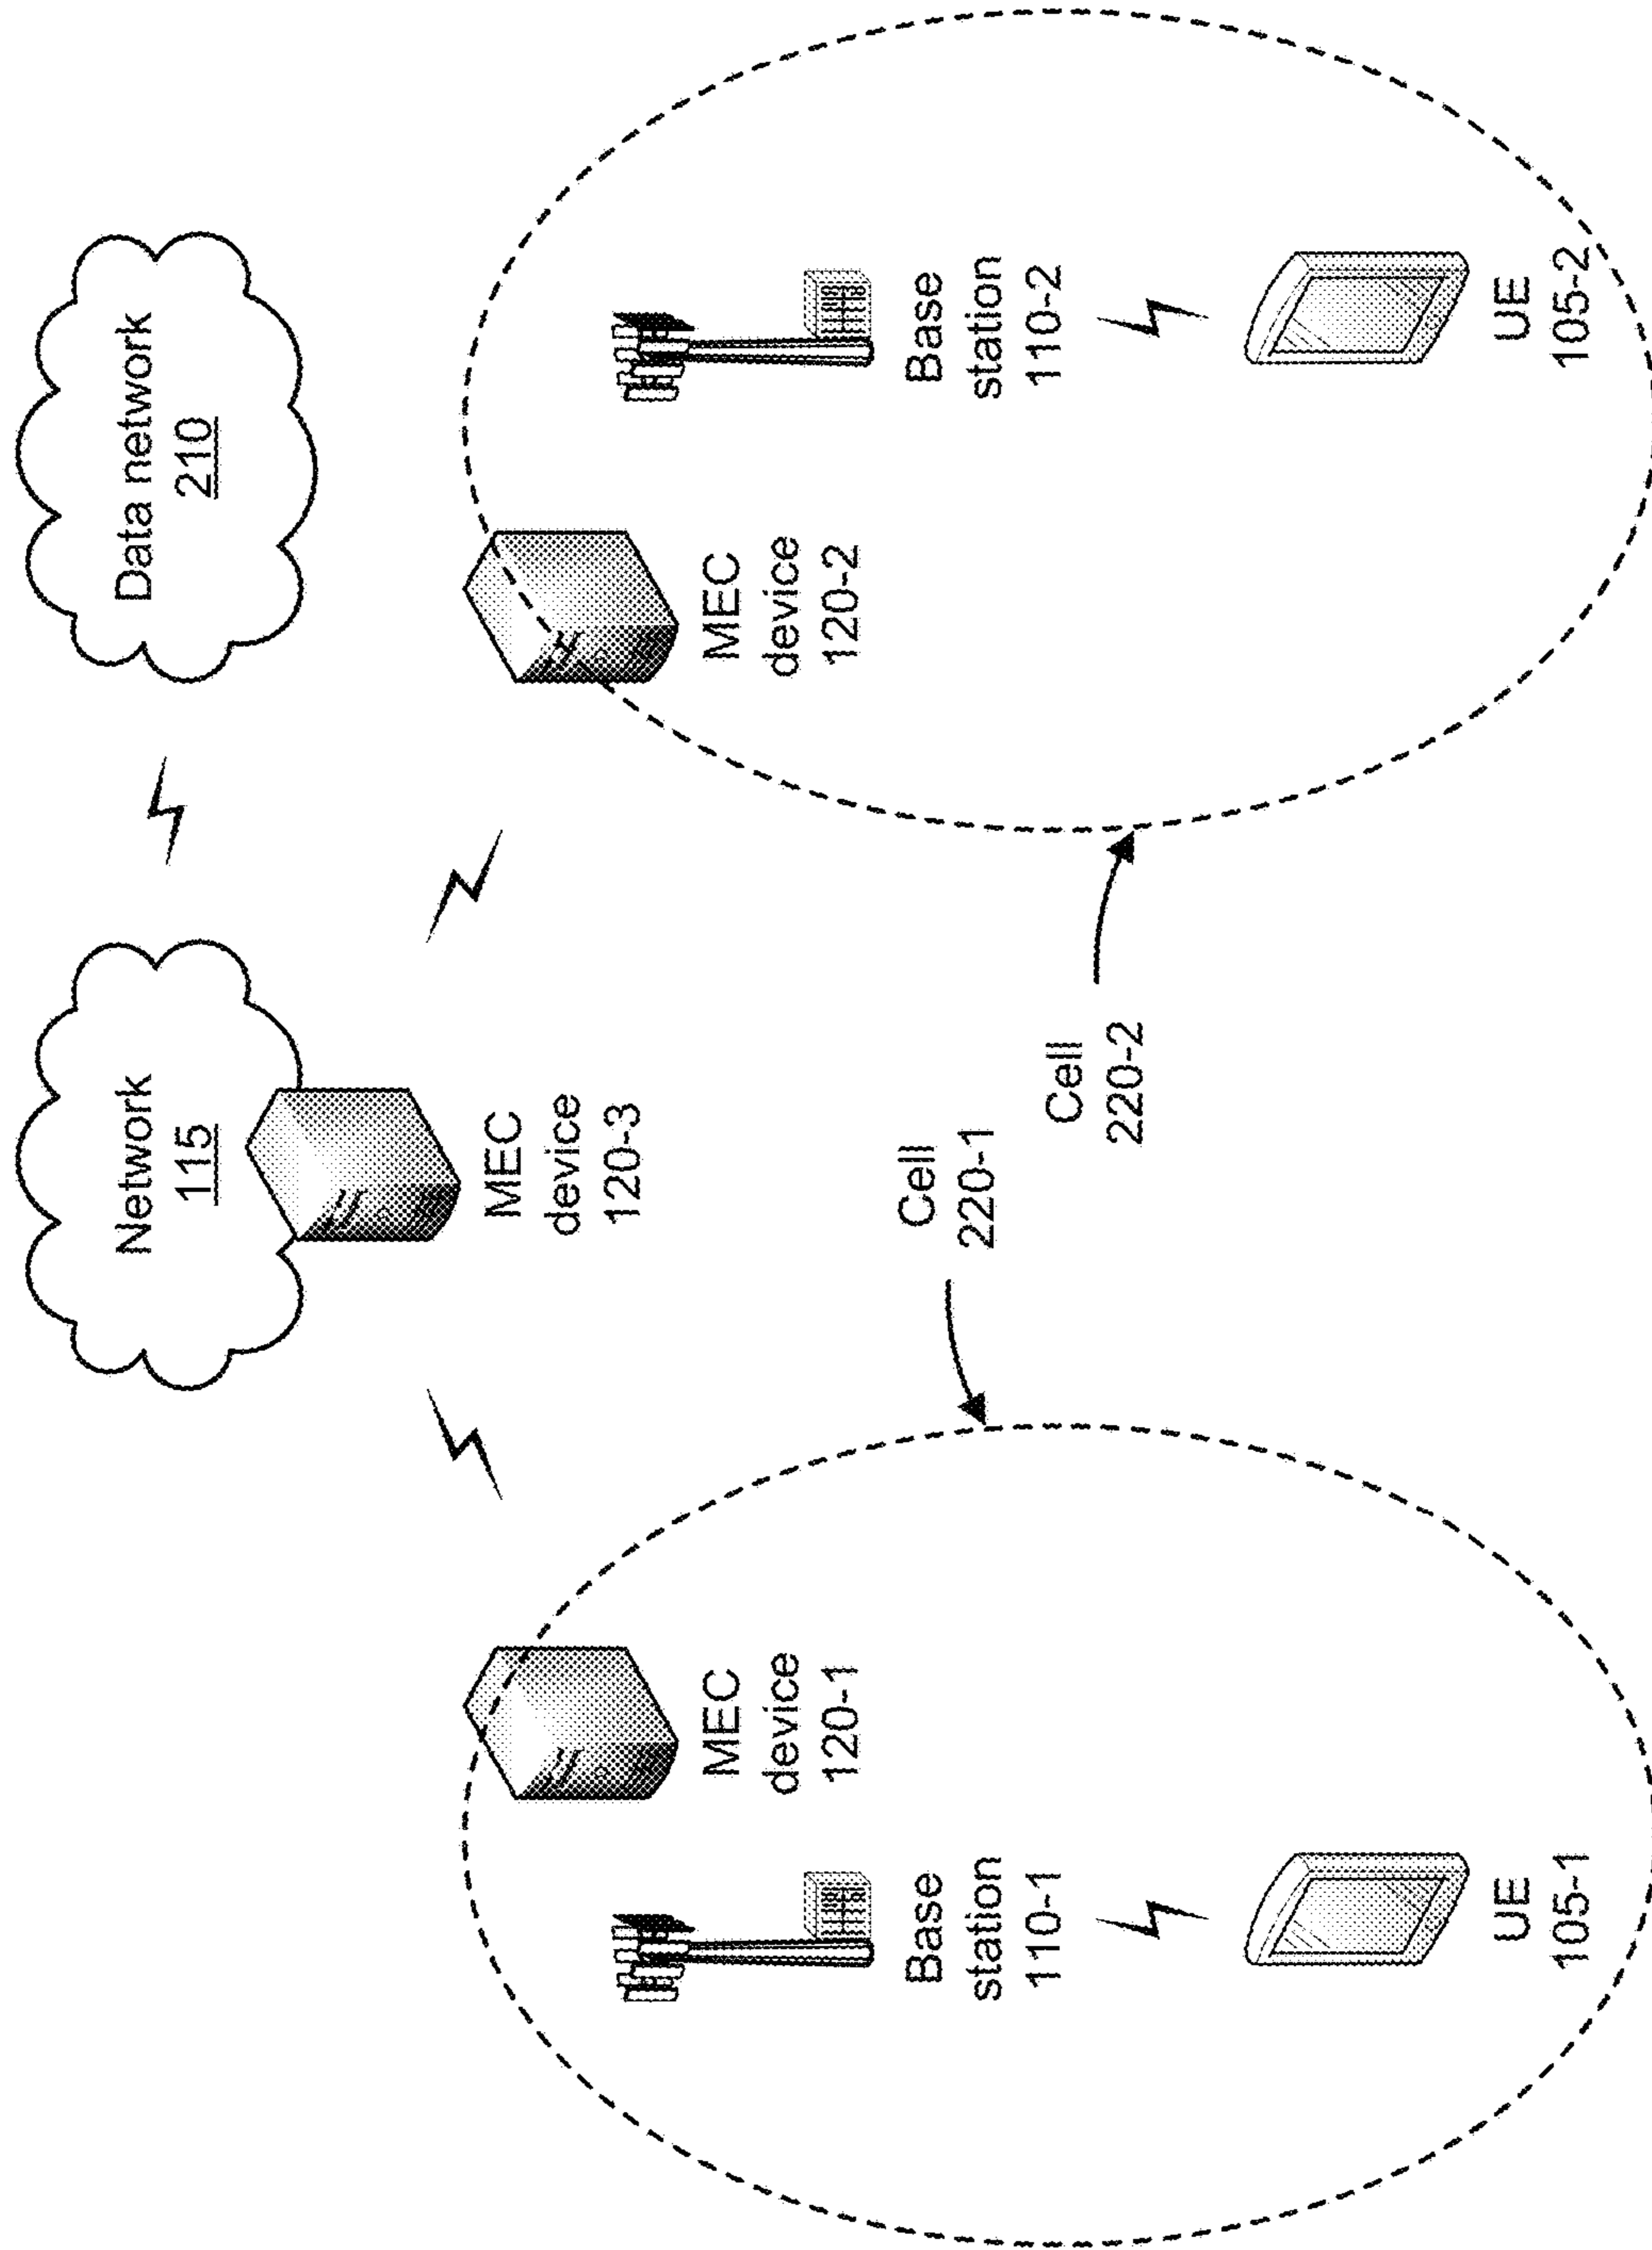 Network
115
Data network
210
MEC
device
120-3
MEC
device
120-1
MEC
device
120-2
Base
station
110-1
Cell
220-1
Base
station
110-2
Cell
220-2
UE
105-1
UE
105-2